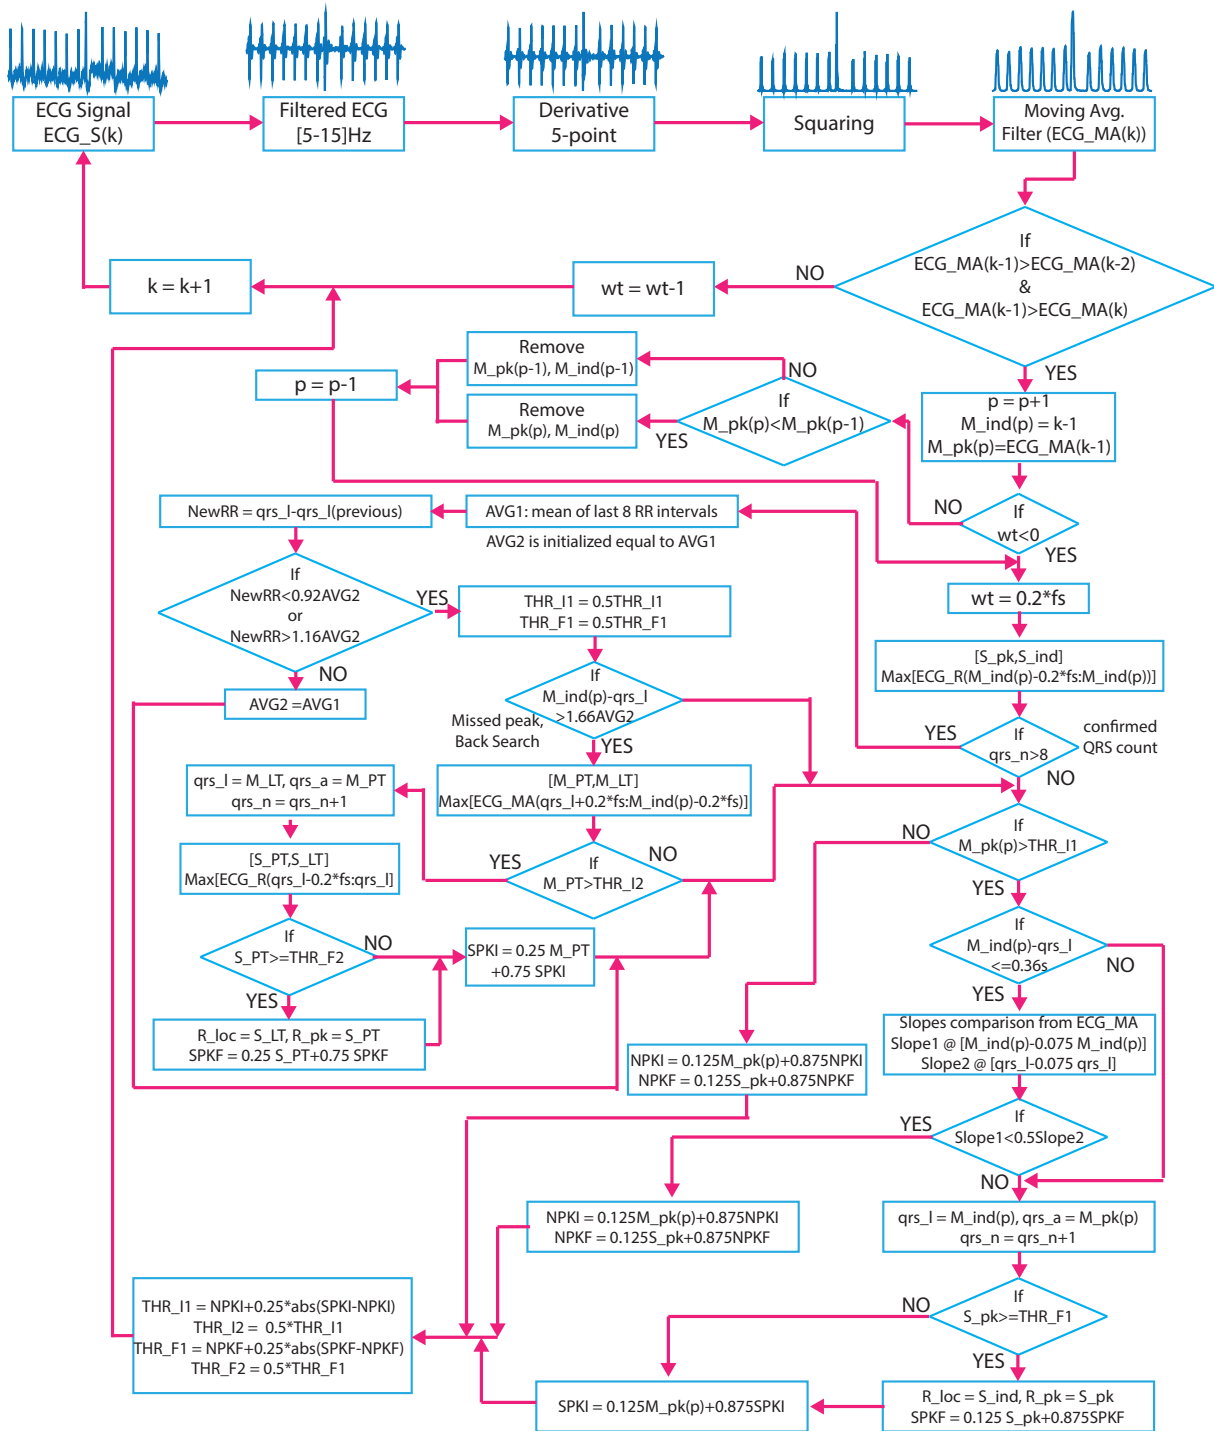 ECG Signal
ECG_S(k)
Filtered ECG
[5-15]Hz
Derivative
5-point
Squaring
Moving Avg.
Filter (ECG_MA(k))
If
ECG_MA(k-1)>ECG_MA(k-2)
&
ECG_MA(k-1)>ECG_MA(k)
NO
wt = wt-1
k = k+1
YES
p = p+1
M_ind(p) = k-1
M_pk(p)=ECG_MA(k-1)
Remove
M_pk(p-1), M_ind(p-1)
NO
If
M_pk(p)<M_pk(p-1)
YES
Remove
M_pk(p), M_ind(p)
p = p-1
NO
If
wt<0
YES
wt = 0.2*fs
NewRR = qrs_l-qrs_l(previous)
AVG1: mean of last 8 RR intervals
AVG2 is initialized equal to AVG1
If
NewRR<0.92AVG2
or
NewRR>1.16AVG2
YES
NO
THR_I1 = 0.5THR_I1
THR_F1 = 0.5THR_F1
AVG2 =AVG1
[S_pk,S_ind]
Max[ECG_R(M_ind(p)-0.2*fs:M_ind(p))]
If
M_ind(p)-qrs_l
>1.66AVG2
Missed peak,
Back Search
YES
YES
If
qrs_n>8
confirmed
QRS count
NO
[M_PT,M_LT]
Max[ECG_MA(qrs_l+0.2*fs:M_ind(p)-0.2*fs)]
qrs_l = M_LT, qrs_a = M_PT
qrs_n = qrs_n+1
YES
If
M_PT>THR_I2
NO
NO
If
M_pk(p)>THR_I1
YES
[S_PT,S_LT]
Max[ECG_R(qrs_l-0.2*fs:qrs_l]
If
S_PT>=THR_F2
NO
YES
SPKI = 0.25 M_PT
+0.75 SPKI
R_loc = S_LT, R_pk = S_PT
SPKF = 0.25 S_PT+0.75 SPKF
If
M_ind(p)-qrs_l
<=0.36s
NO
YES
Slopes comparison from ECG_MA
Slope1 @ [M_ind(p)-0.075 M_ind(p)]
Slope2 @ [qrs_l-0.075 qrs_l]
NPKI = 0.125M_pk(p)+0.875NPKI
NPKF = 0.125S_pk+0.875NPKF
YES
If
Slope1<0.5Slope2
NO
NPKI = 0.125M_pk(p)+0.875NPKI
NPKF = 0.125S_pk+0.875NPKF
qrs_l = M_ind(p), qrs_a = M_pk(p)
qrs_n = qrs_n+1
NO
If
S_pk>=THR_F1
YES
THR_I1 = NPKI+0.25*abs(SPKI-NPKI)
THR_I2 = 0.5*THR_I1
THR_F1 = NPKF+0.25*abs(SPKF-NPKF)
THR_F2 = 0.5*THR_F1
SPKI = 0.125M_pk(p)+0.875SPKI
R_loc = S_ind, R_pk = S_pk
SPKF = 0.125 S_pk+0.875SPKF